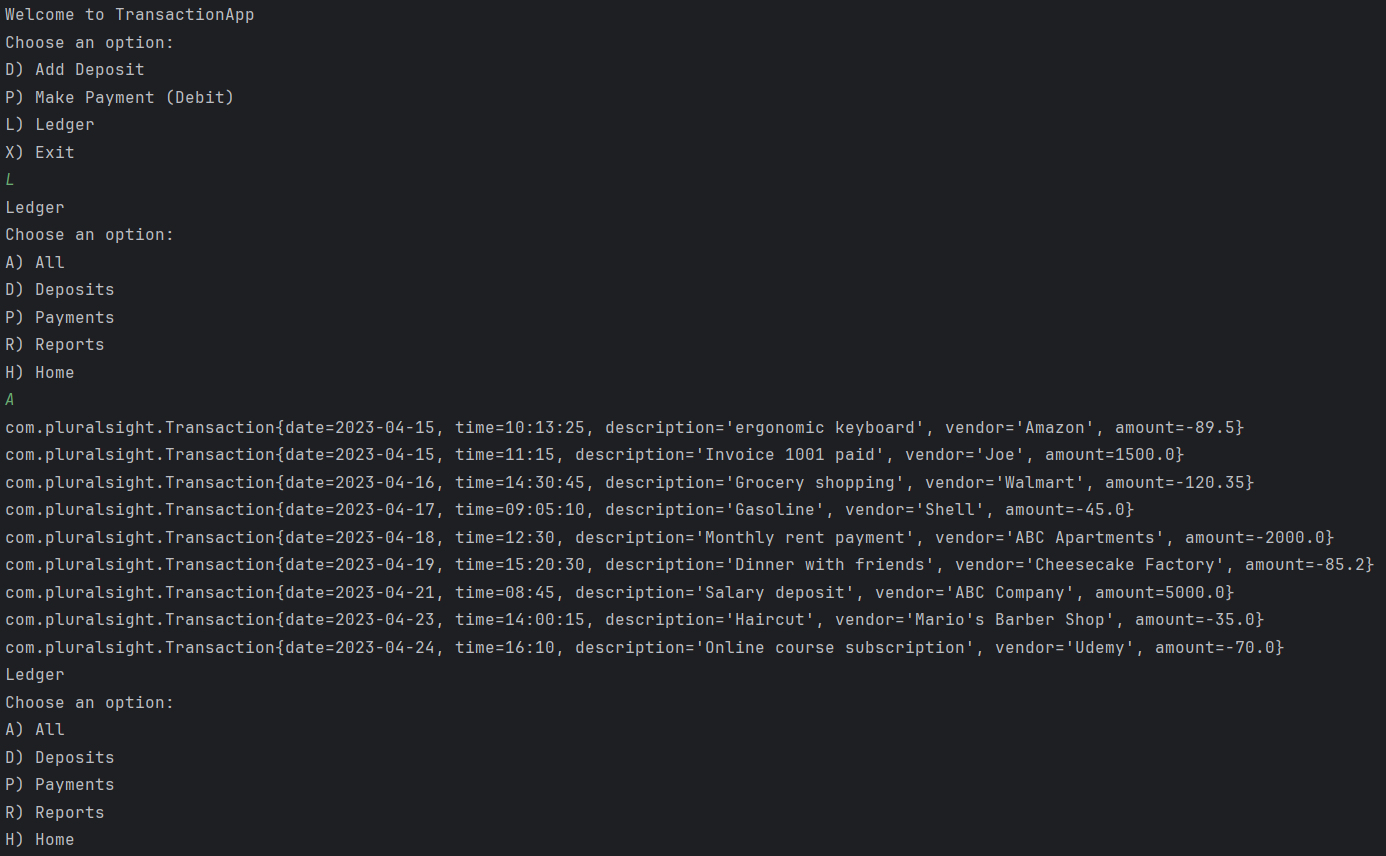 Welcome to TransactionApp
Choose an option:
D) Add Deposit
P) Make Payment (Debit)
L) Ledger
X) Exit
L
Ledger
Choose an option:
A) All
D) Deposits
P) Payments
R) Reports
H) Home
A
com.pluralsight.Transaction{date=2023-04-15, time=10:13:25, description='ergonomic keyboard', vendor='Amazon', amount=-89.5}
com.pluralsight.Transaction{date=2023-04-15, time=11:15, description='Invoice 1001 paid', vendor='Joe', amount=1500.0}
com.pluralsight.Transaction{date=2023-04-16, time=14:30:45, description='Grocery shopping', vendor='Walmart', amount=-120.35}
com.pluralsight.Transaction{date=2023-04-17, time=09:05:10, description='Gasoline', vendor='Shell', amount=-45.0}
com.pluralsight.Transaction{date=2023-04-18, time=12:30, description='Monthly rent payment', vendor='ABC Apartments', amount=-2000.0}
com.pluralsight.Transaction{date=2023-04-19, time=15:20:30, description='Dinner with friends', vendor='Cheesecake Factory', amount=-85.2}
com.pluralsight.Transaction{date=2023-04-21, time=08:45, description='Salary deposit', vendor='ABC Company', amount=5000.0}
com.pluralsight.Transaction{date=2023-04-23, time=14:00:15, description='Haircut', vendor='Mario's Barber Shop', amount=-35.0}
com.pluralsight.Transaction{date=2023-04-24, time=16:10, description='Online course subscription', vendor='Udemy', amount=-70.0}
Ledger
Choose an option:
A) All
D) Deposits
P) Payments
R) Reports
H) Home